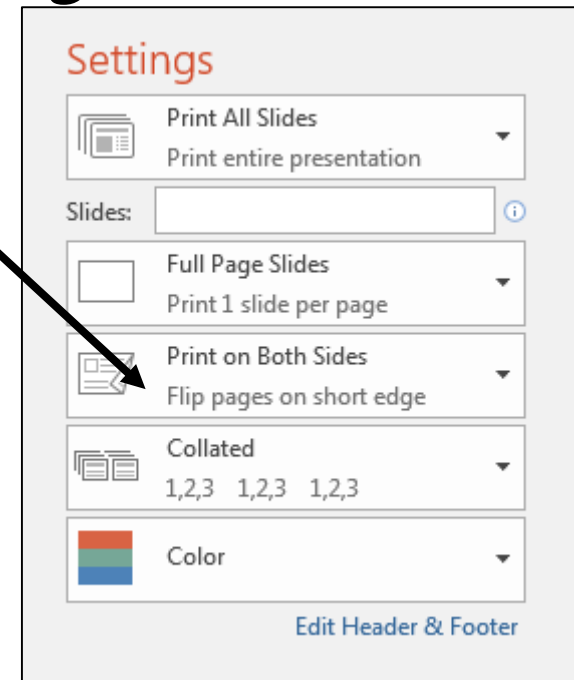 Settings
Print All Slides
Print entire presentation
Slides:
Full Page Slides
Print 1 slide per page
Print on Both Sides
Flip pages on short edge
Collated
1,2,3 1,2,3 1,2,3
Color
Edit Header & Footer